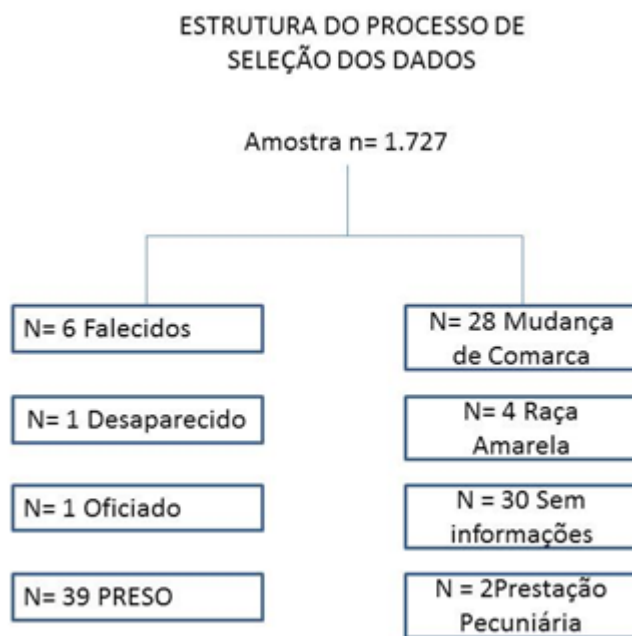 ESTRUTURA DO PROCESSO DE
SELEÇÃO DOS DADOS
Amostra n= 1.727
N= 6 Falecidos
N= 1 Desaparecido
N= 1 Oficiado
N= 39 PRESO
N= 28 Mudança
de Comarca
N= 4 Raça
Amarela
N = 30 Sem
informações
N = 2Prestação
Pecuniária